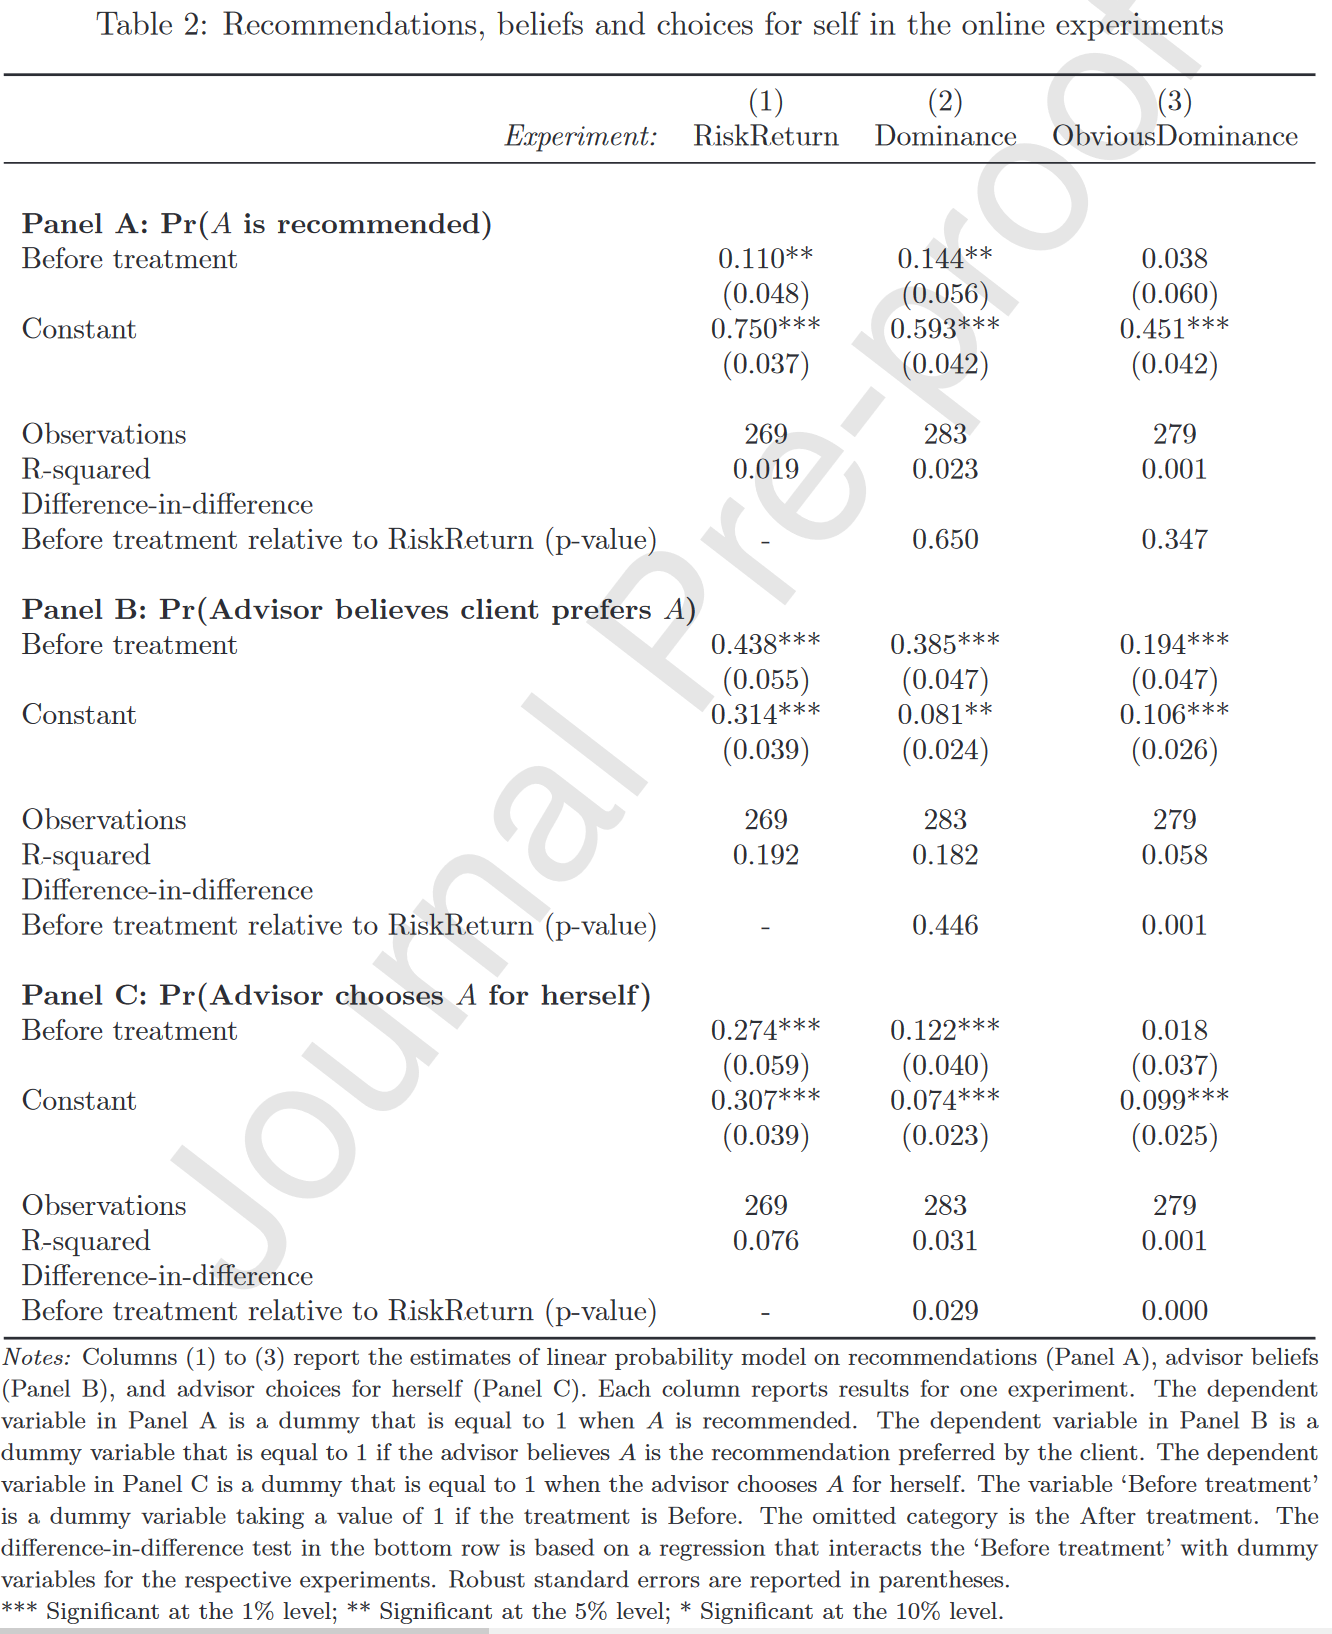 Table 2: Recommendations, beliefs and choices for self in the online experiments
(1) (2) (3)
Experiment: RiskReturn Dominance ObviousDominance
Panel A: Pr(A is recommended)
Before treatment 0.110** 0.144** 0.038
(0.048) (0.056) (0.060)
Constant 0.750*** 0.593*** 0.451***
(0.037) (0.042) (0.042)
Observations 269 283 279
R-squared 0.019 0.023 0.001
Difference-in-difference
Before treatment relative to RiskReturn (p-value) - 0.650 0.347
Panel B: Pr(Advisor believes client prefers A)
Before treatment 0.438*** 0.385*** 0.194***
(0.055) (0.047) (0.047)
Constant 0.314*** 0.081** 0.106***
(0.039) (0.024) (0.026)
Observations 269 283 279
R-squared 0.192 0.182 0.058
Difference-in-difference
Before treatment relative to RiskReturn (p-value) - 0.446 0.001
Panel C: Pr(Advisor chooses A for herself)
Before treatment 0.274*** 0.122*** 0.018
(0.059) (0.040) (0.037)
Constant 0.307*** 0.074*** 0.099***
(0.039) (0.023) (0.025)
Observations 269 283 279
R-squared 0.076 0.031 0.001
Difference-in-difference
Before treatment relative to RiskReturn (p-value) - 0.029 0.000
Notes: Columns (1) to (3) report the estimates of linear probability model on recommendations (Panel A), advisor beliefs
(Panel B), and advisor choices for herself (Panel C). Each column reports results for one experiment. The dependent
variable in Panel A is a dummy that is equal to 1 when A is recommended. The dependent variable in Panel B is a
dummy variable that is equal to 1 if the advisor believes A is the recommendation preferred by the client. The dependent
variable in Panel C is a dummy that is equal to 1 when the advisor chooses A for herself. The variable ‘Before treatment’
is a dummy variable taking a value of 1 if the treatment is Before. The omitted category is the After treatment. The
difference-in-difference test in the bottom row is based on a regression that interacts the ‘Before treatment’ with dummy
variables for the respective experiments. Robust standard errors are reported in parentheses.
*** Significant at the 1% level; ** Significant at the 5% level; * Significant at the 10% level.
Journal Pre-proof